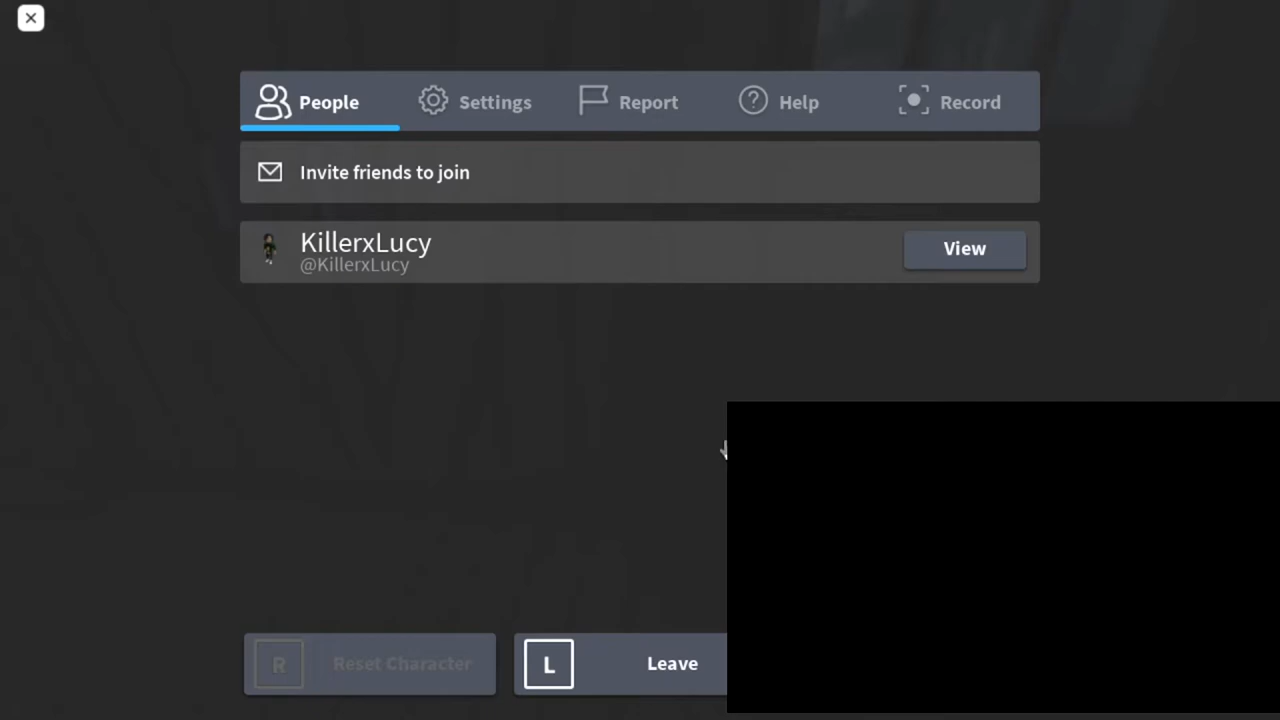 People
Settings
Report
Help
Record
Invite friends to join
KillerxLucy
@KillerxLucy
View
R
Reset Character
L
Leave